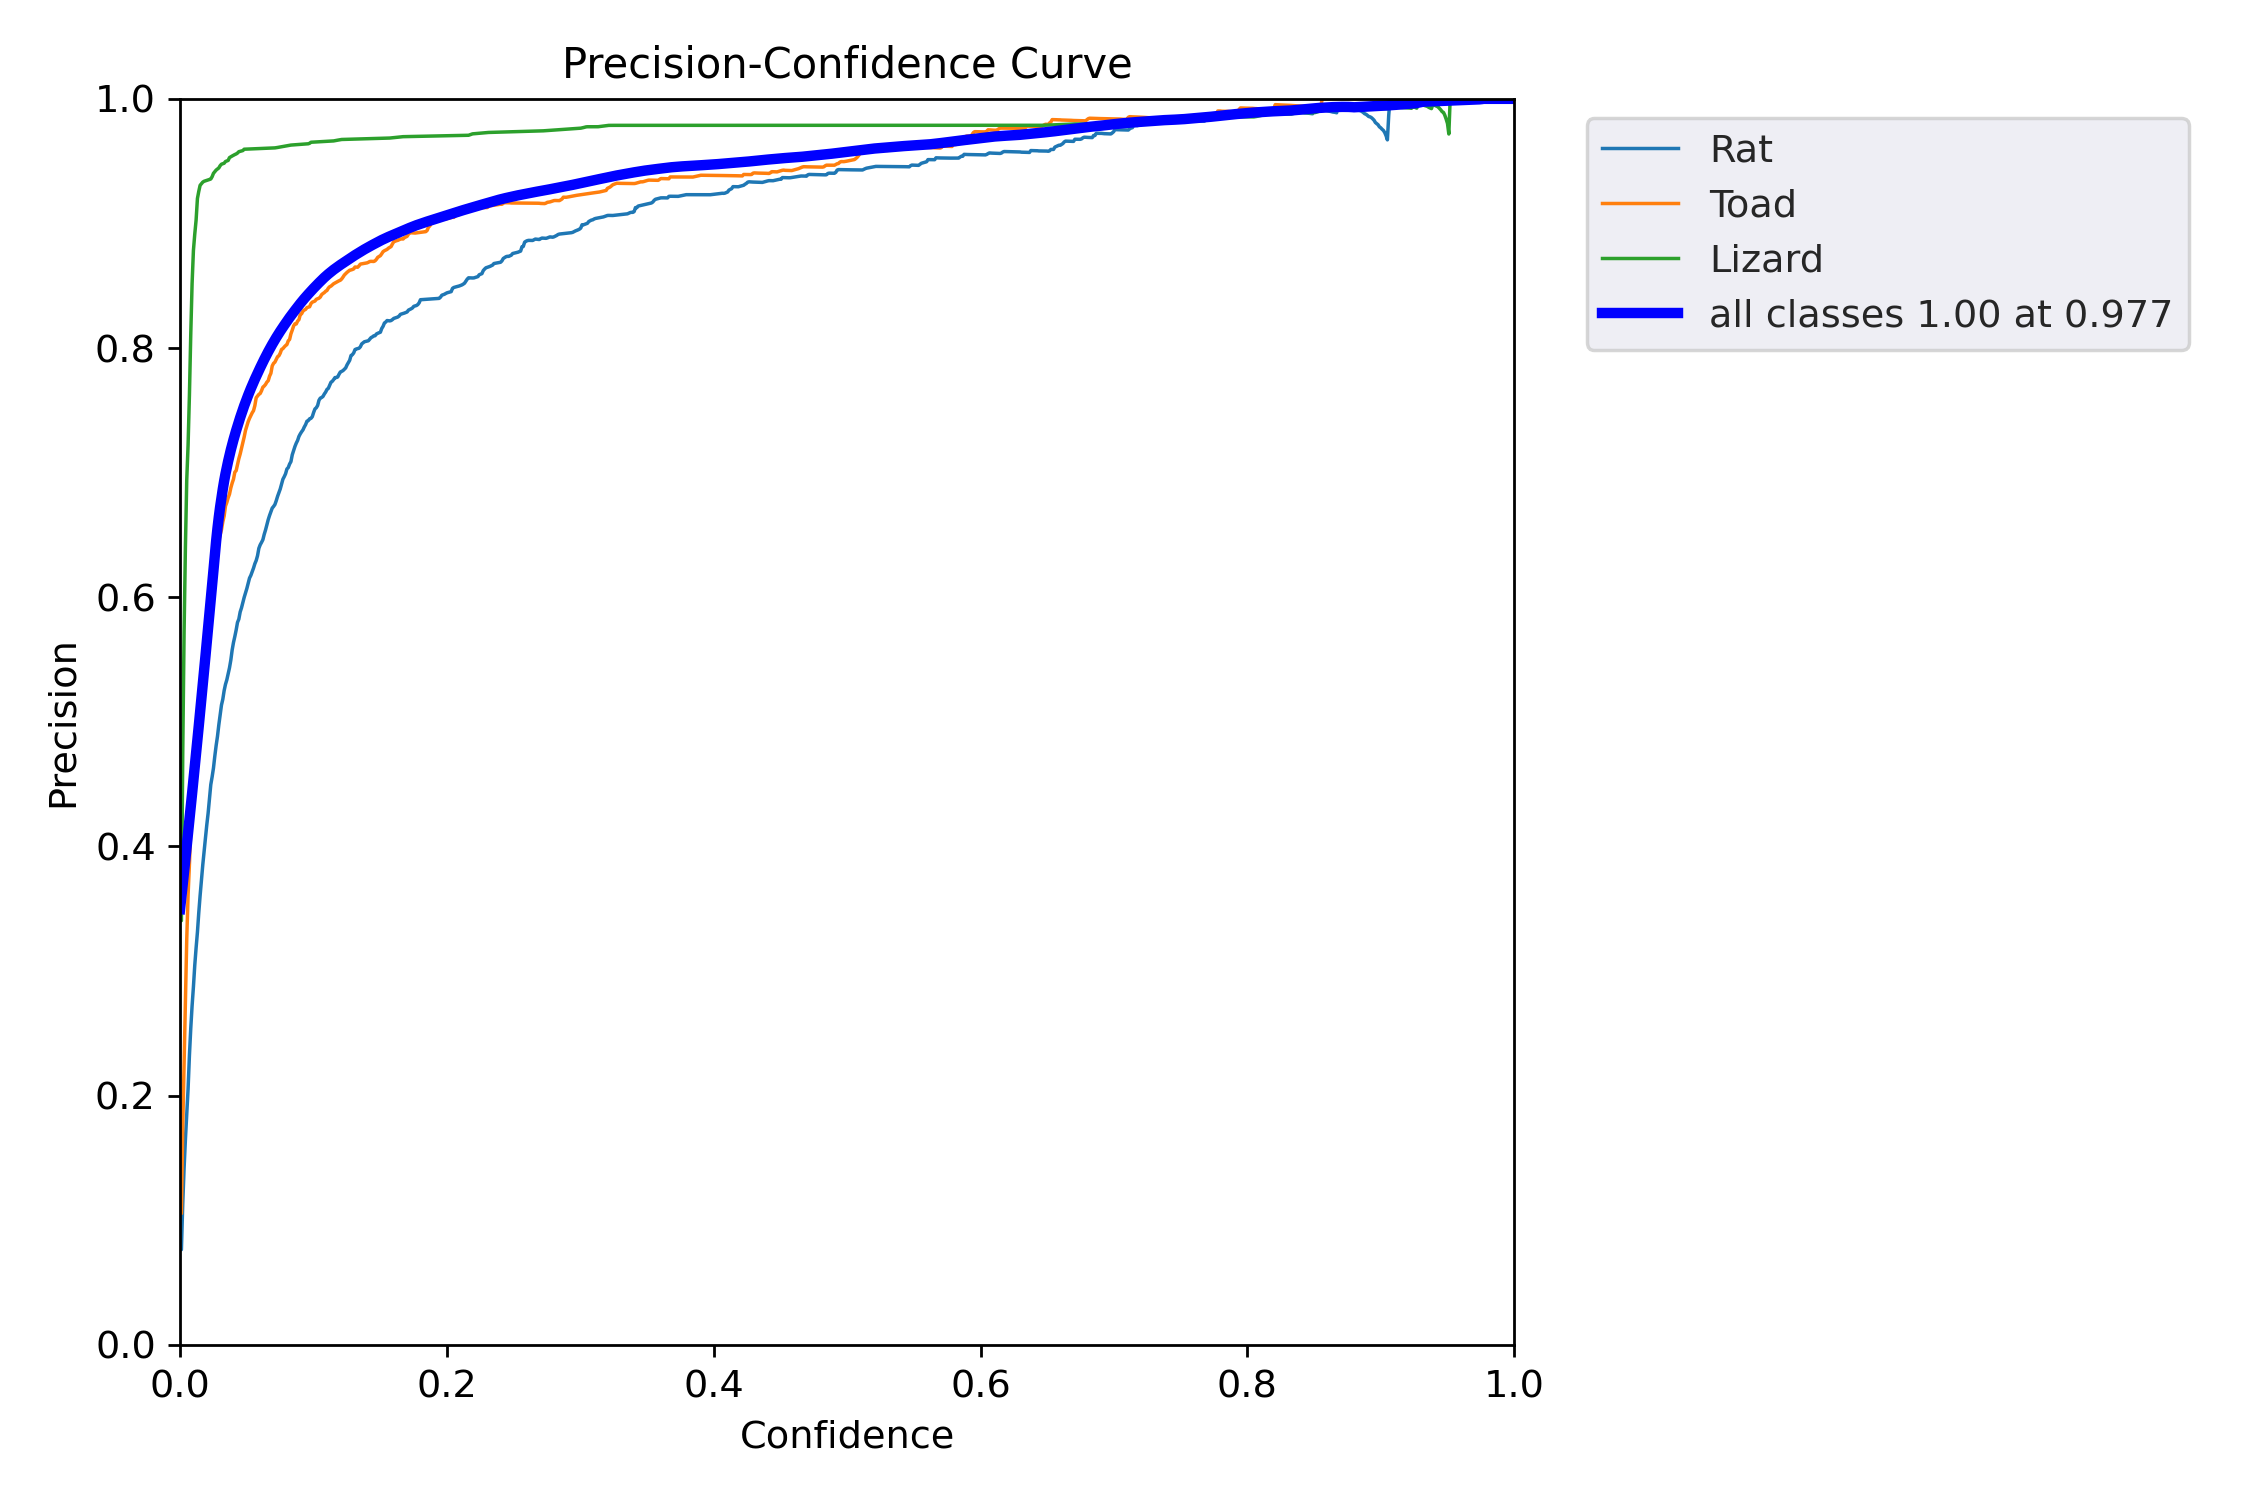 Precision-Confidence Curve
1.0
0.8
0.6
0.4
0.2
0.0
Precision
0.0 0.2 0.4 0.6 0.8 1.0
Confidence
Rat
Toad
Lizard
all classes 1.00 at 0.977